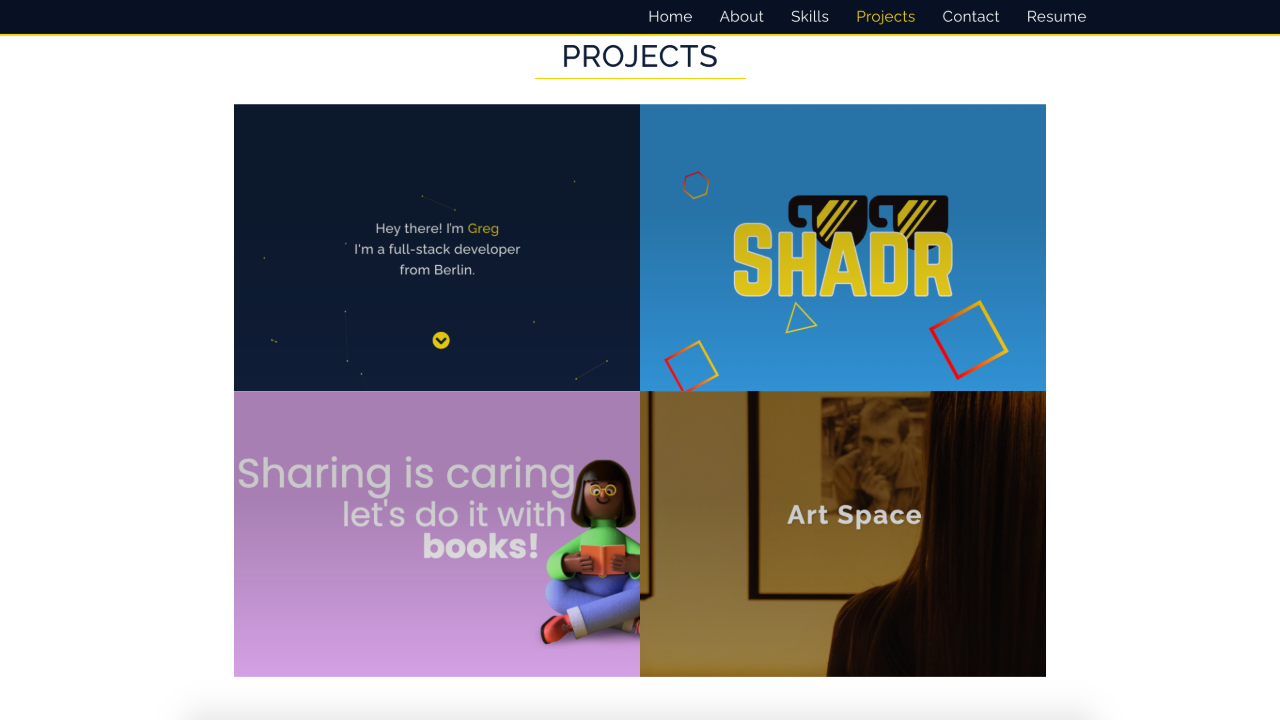 Home About Skills Projects Contact Resume
PROJECTS
Hey there! I'm Greg
I'm a full-stack developer
from Berlin.
SHADR
Sharing is caring
let's do it with
books!
Art Space